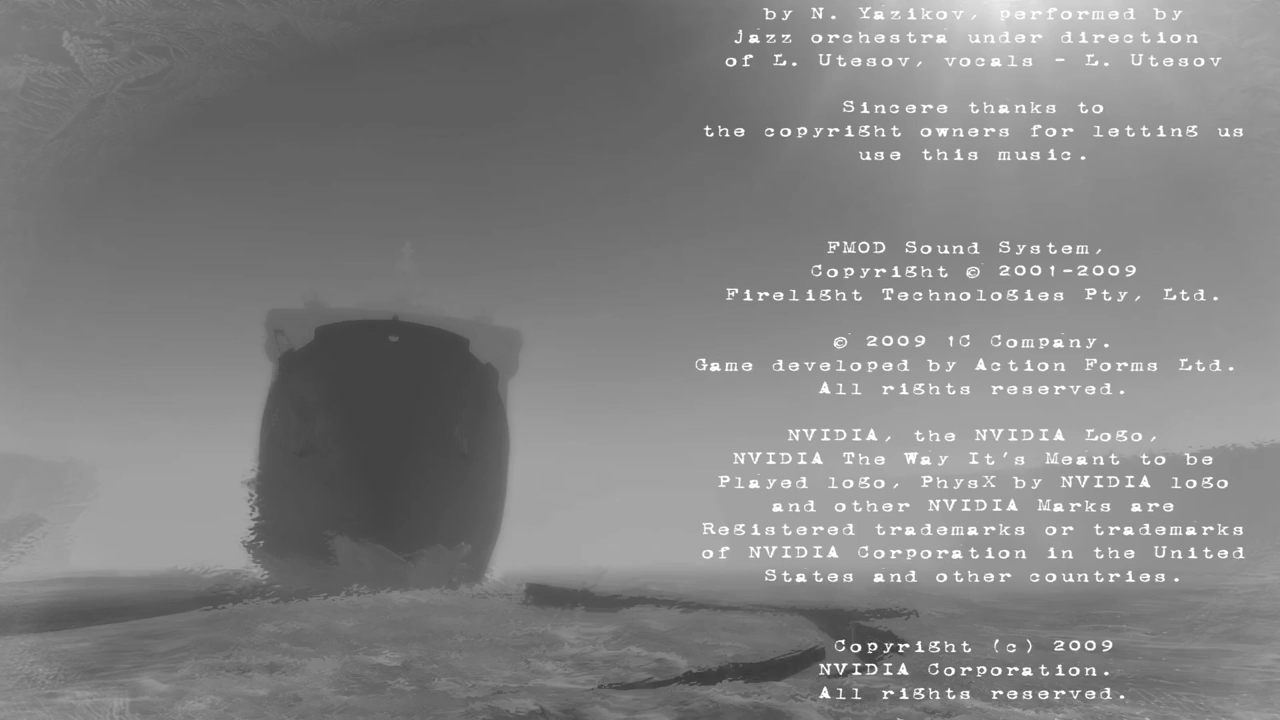 by N. Yazikov, performed by
jazz orchestra under direction
of L. Utesov, vocals - L. Utesov
Sincere thanks to
the copyright owners for letting us
use this music.
FMOD Sound System,
Copyright © 2001-2009
Firelight Technologies Pty, Ltd.
© 2009 1C Company.
Game developed by Action Forms Ltd.
All rights reserved.
NVIDIA, the NVIDIA Logo,
NVIDIA The Way It's Meant to be
Played logo, PhysX by NVIDIA logo
and other NVIDIA Marks are
Registered trademarks or trademarks
of NVIDIA Corporation in the United
States and other countries.
Copyright (c) 2009
NVIDIA Corporation.
All rights reserved.